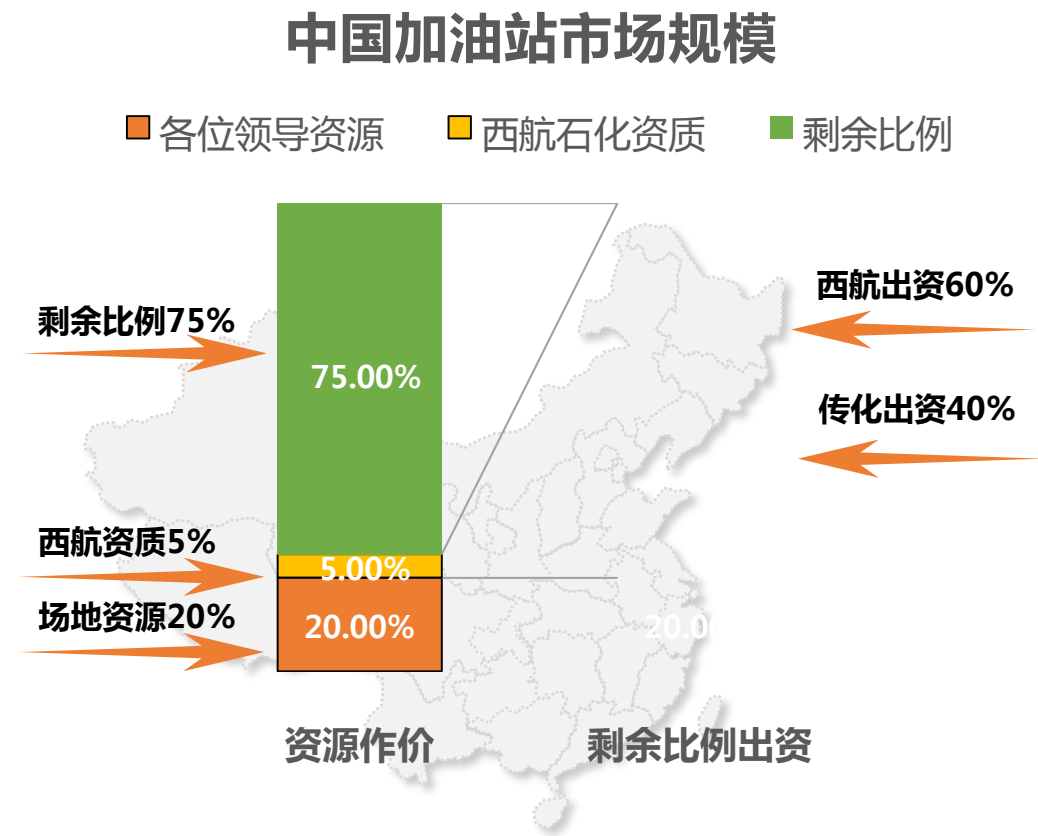 中国加油站市场规模
各位领导资源 西航石化资质 剩余比例
西航出资60%
剩余比例75%
75.00%
传化出资40%
西航资质5%
5.00%
场地资源20%
20.00%
20.0
资源作价 剩余比例出资